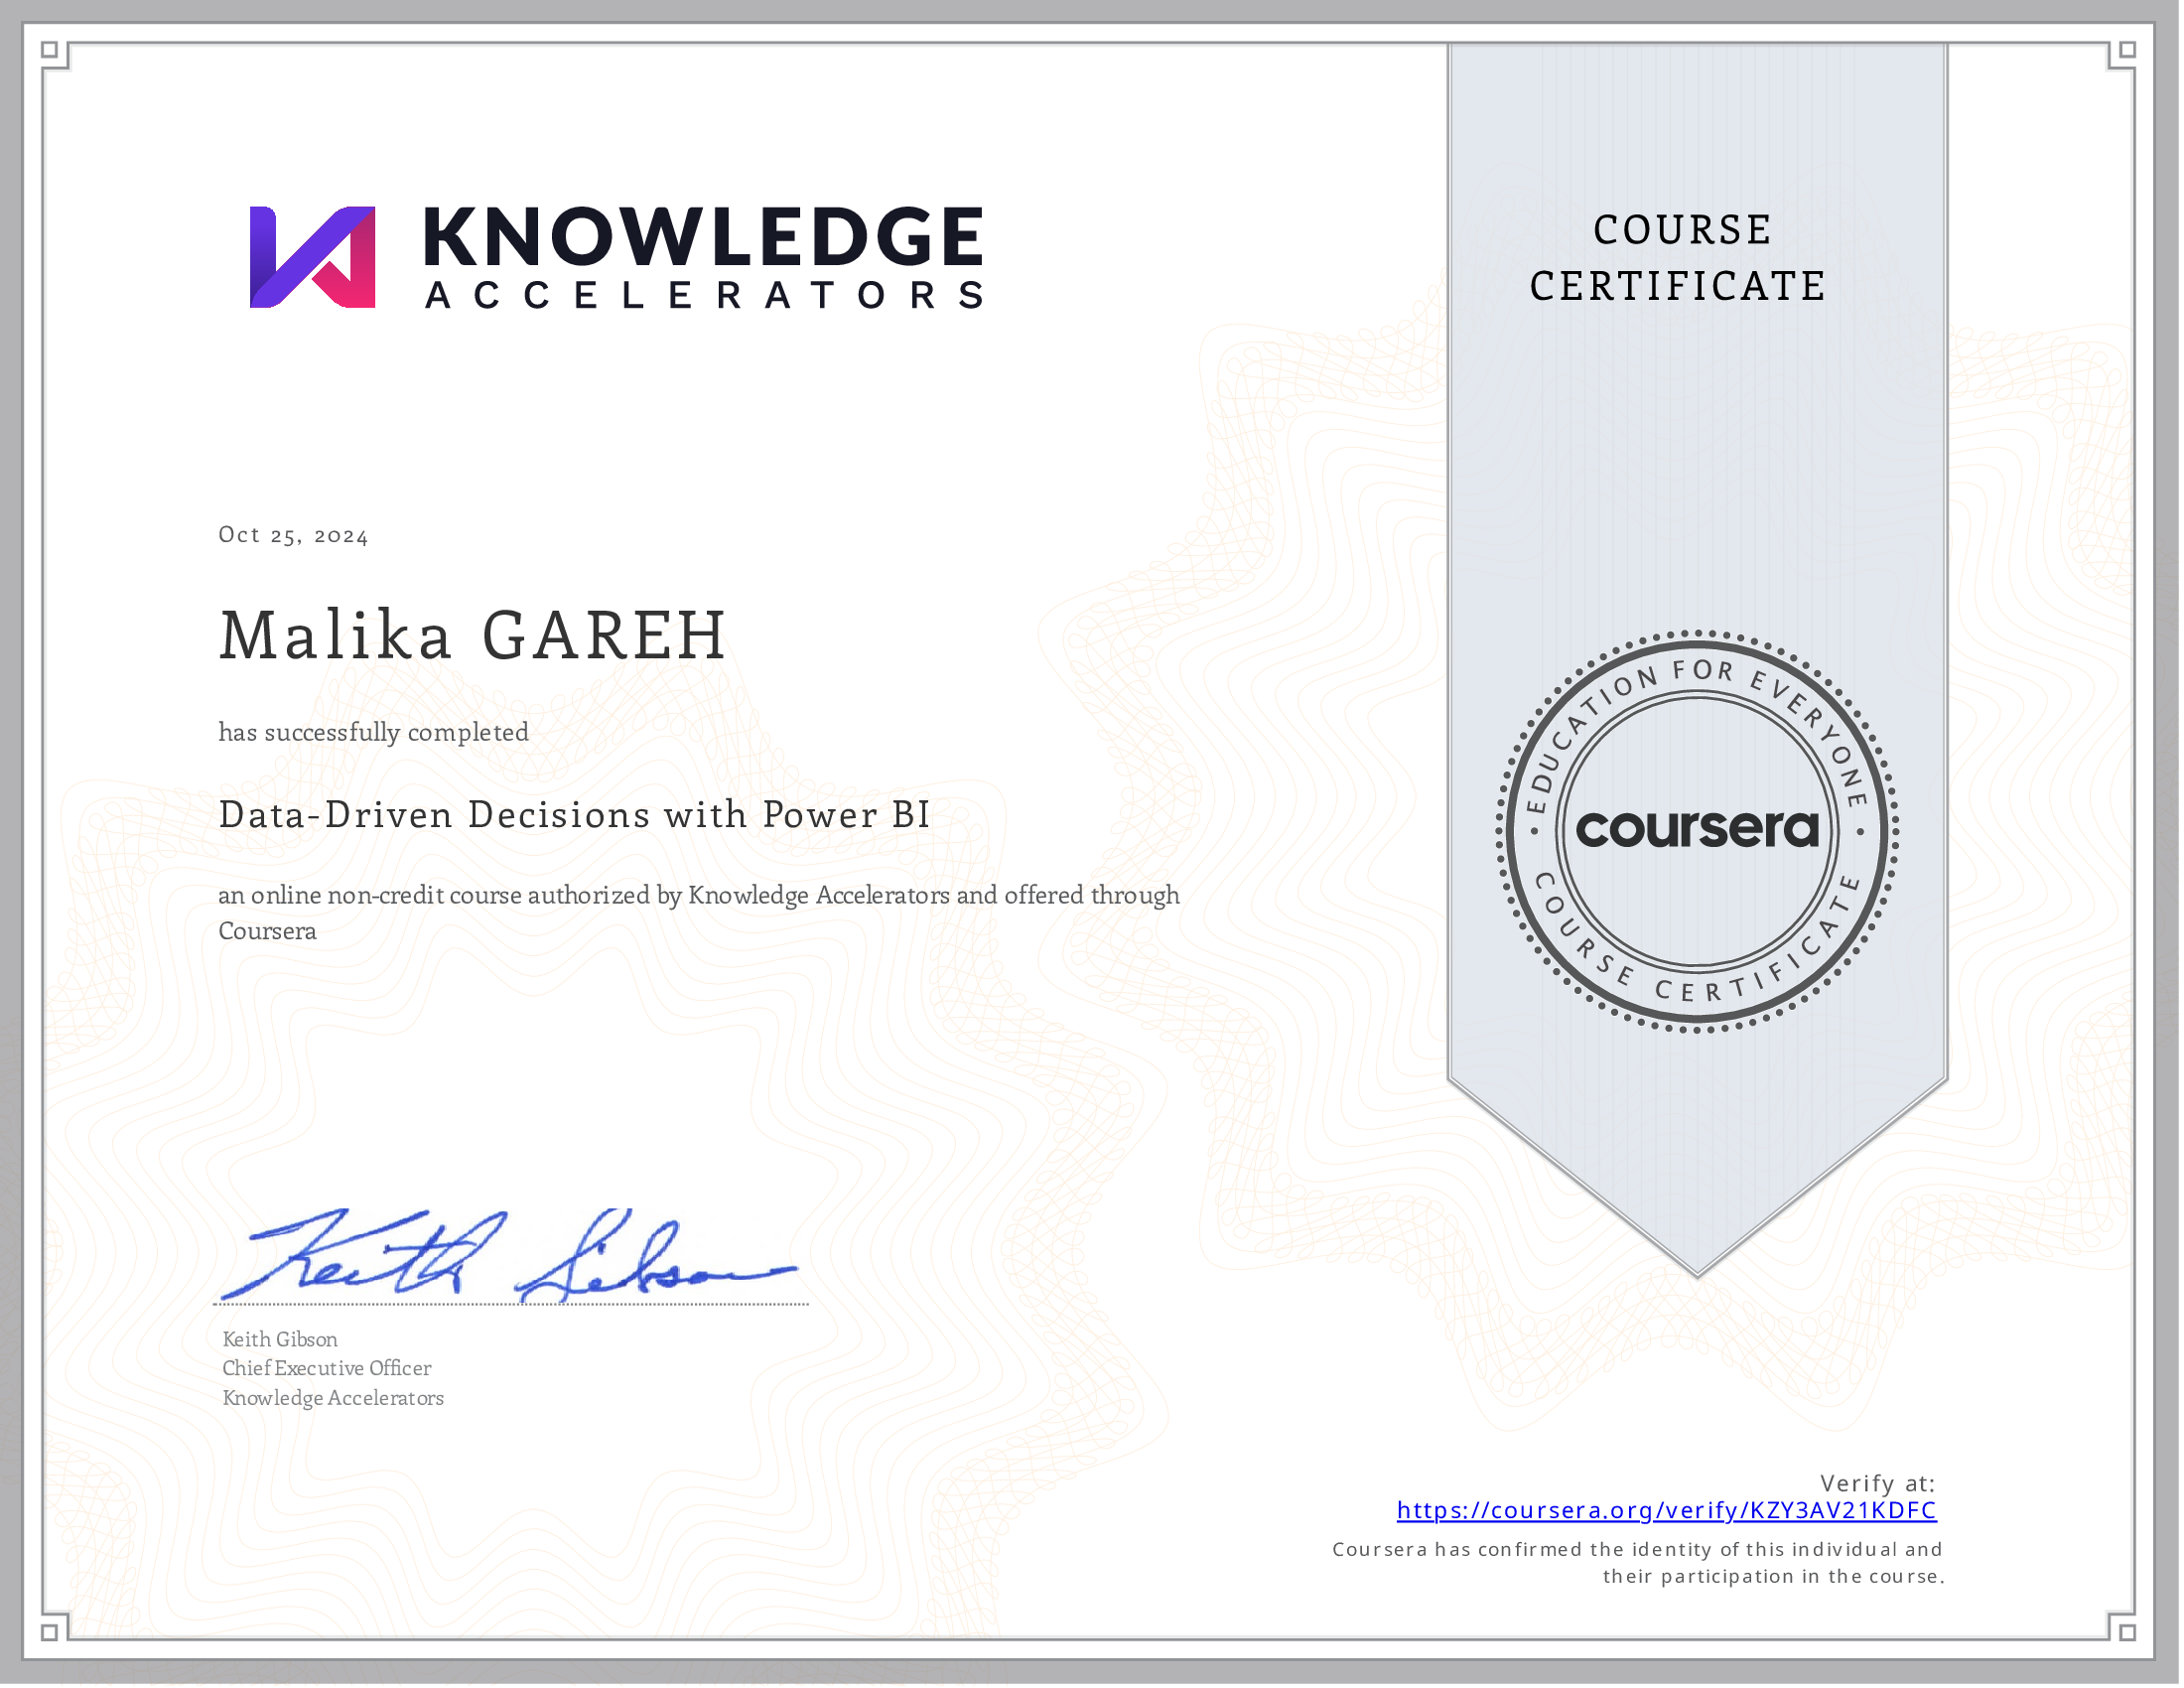 KNOWLEDGE
ACCELERATORS
COURSE
CERTIFICATE
Oct 25, 2024
Malika GAREH
has successfully completed
Data-Driven Decisions with Power BI
an online non-credit course authorized by Knowledge Accelerators and offered through
Coursera
EDUCATION FOR EVERYONE
coursera
COURSE CERTIFICATE
Keith Gibson
Keith Gibson
Chief Executive Officer
Knowledge Accelerators
Verify at:
https://coursera.org/verify/KZY3AV21KDFC
Coursera has confirmed the identity of this individual and
their participation in the course.